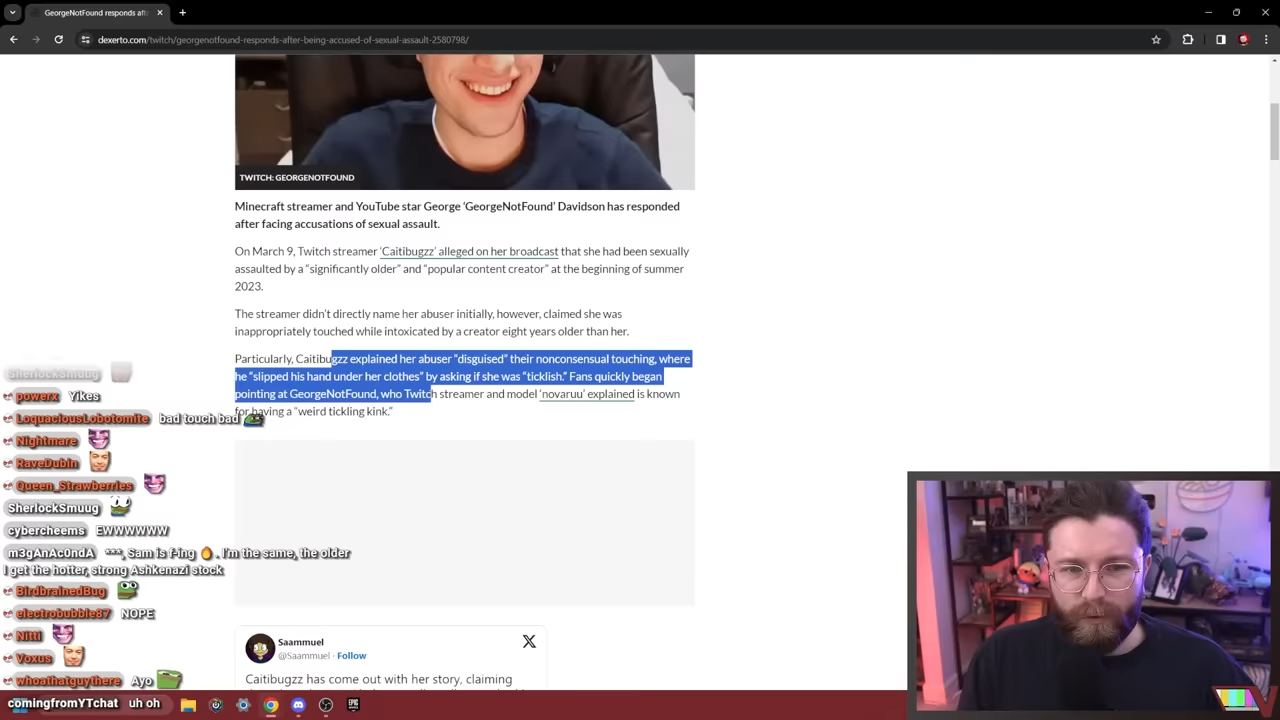 GeorgeNotFound responds aft
dexerto.com/twitch/georgenotfound-responds-after-being-accused-of-sexual-assault-2580798/
TWITCH: GEORGENOTFOUND
Minecraft streamer and YouTube star George ‘GeorgeNotFound’ Davidson has responded
after facing accusations of sexual assault.
On March 9, Twitch streamer ‘Caitibugzz’ alleged on her broadcast that she had been sexually
assaulted by a “significantly older” and “popular content creator” at the beginning of summer
2023.
The streamer didn’t directly name her abuser initially, however, claimed she was
inappropriately touched while intoxicated by a creator eight years older than her.
Particularly, Caitibugzz explained her abuser “disguised” their nonconsensual touching, where
he “slipped his hand under her clothes” by asking if she was “ticklish.” Fans quickly began
pointing at GeorgeNotFound, who Twitch streamer and model ‘novaruu’ explained is known
for having a “weird tickling kink.”
SherlockSmuug
powerx Yikes
LoquaciousLobotomite bad touch bad
Nightmare
RaveDubin
Queen_Strawberries
SherlockSmuug
cybercheems EWWWWWW
m3gAnAc0ndA ***, Sam is f-ing . I'm the same, the older
I get the hotter, strong Ashkenazi stock
BirdbrainedBug
electrobubble87 NOPE
Nitti
Voxus
whoathatguythere Ayo
comingfromYTchat uh oh
Saammuel
@Saammuel · Follow
Caitibugzz has come out with her story, claiming
EPIC